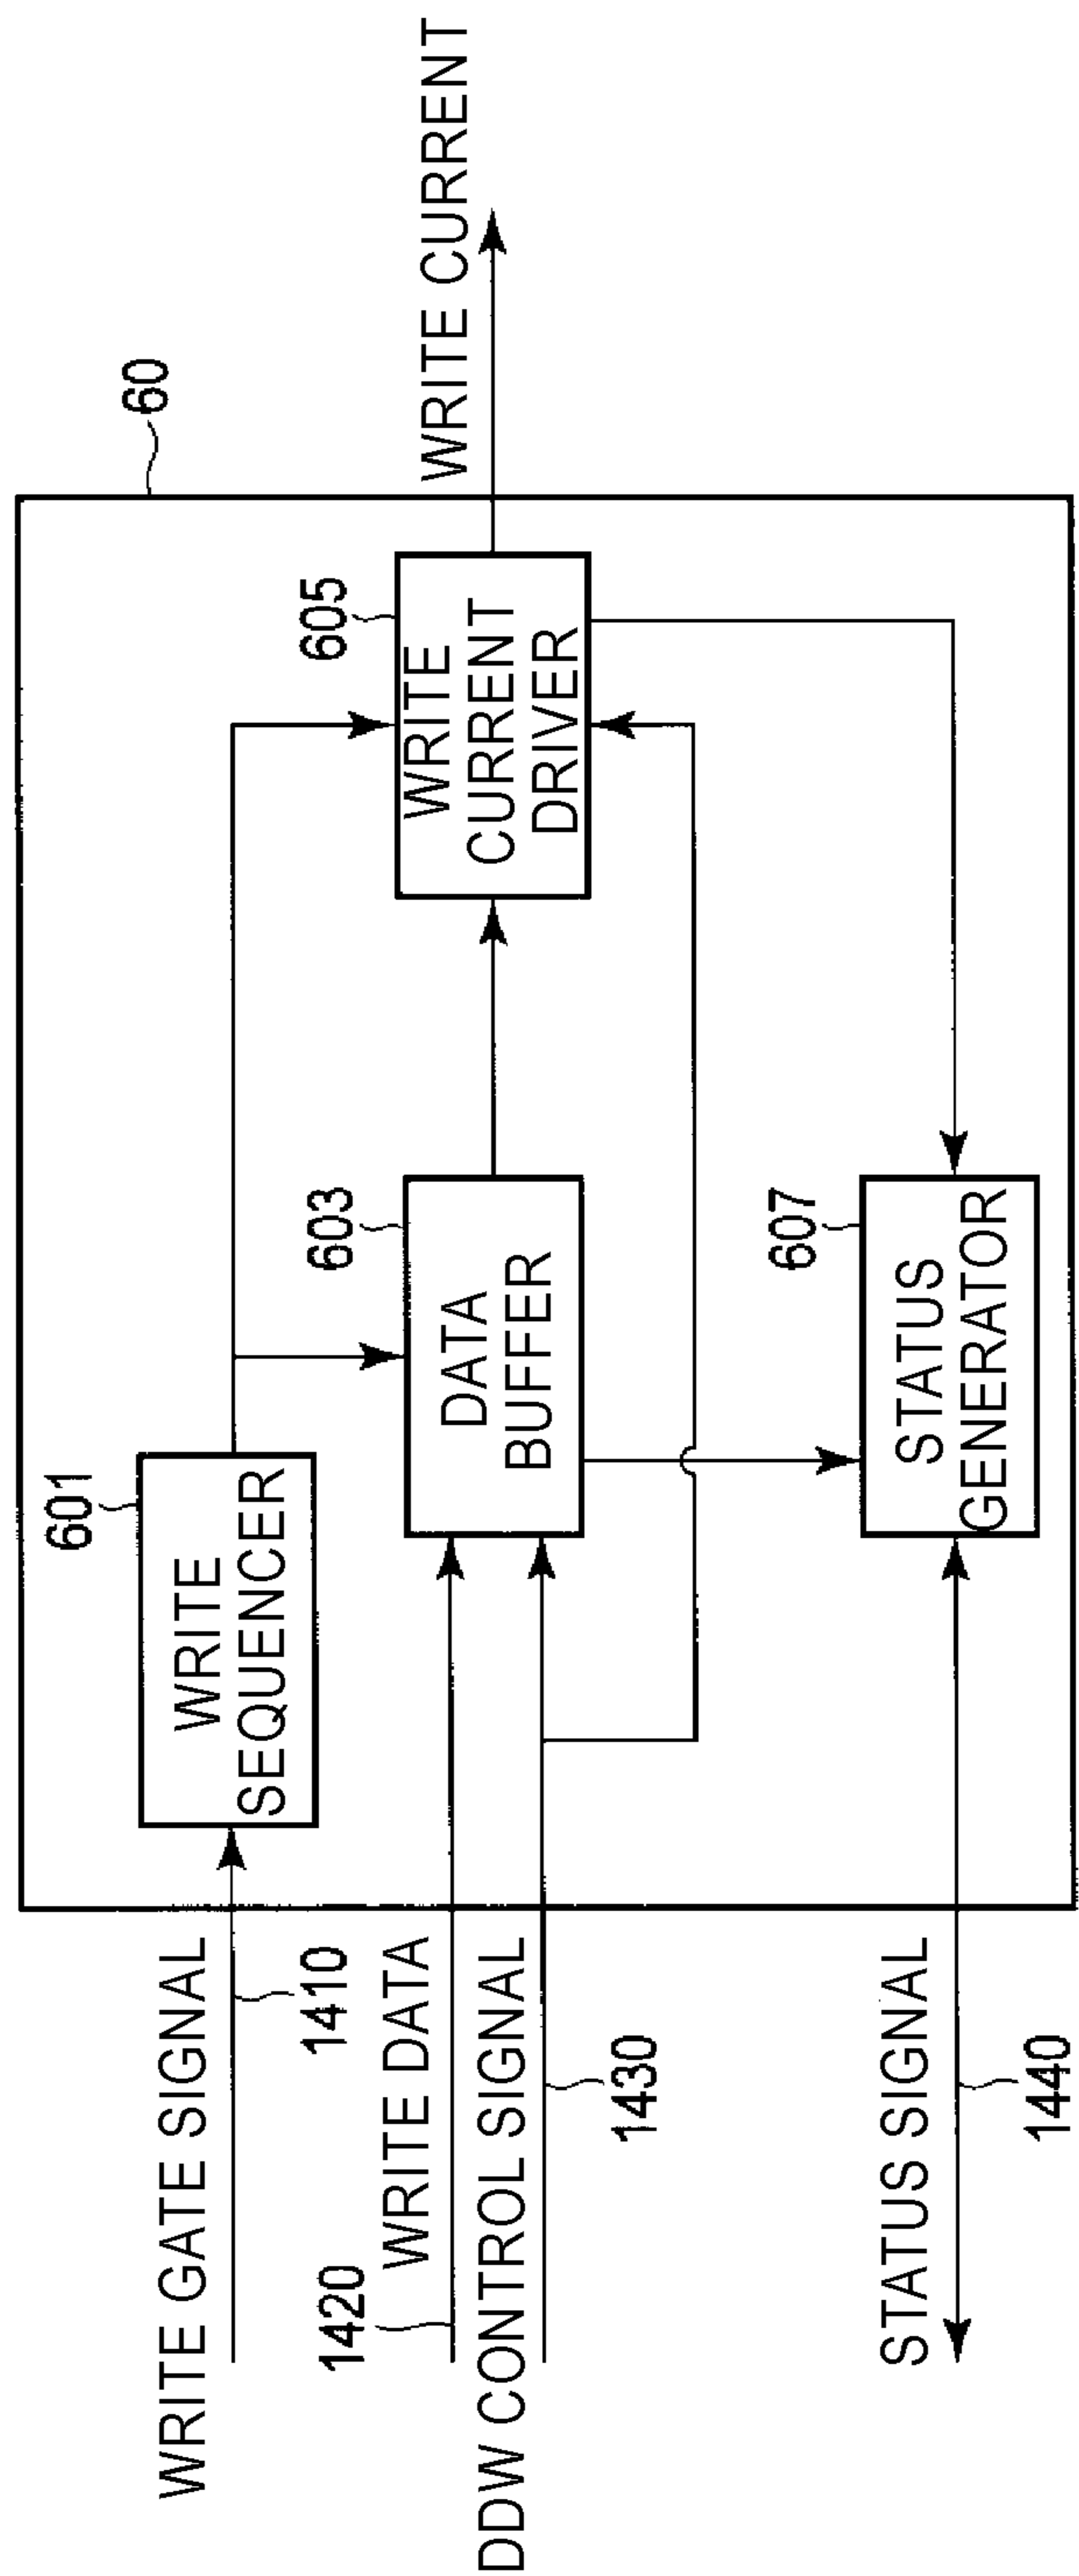 60
WRITE GATE SIGNAL
1410
601
WRITE
SEQUENCER
605
WRITE
CURRENT
DRIVER
WRITE CURRENT
1420
WRITE DATA
603
DATA
BUFFER
DDW CONTROL SIGNAL
1430
607
STATUS
GENERATOR
STATUS SIGNAL
1440